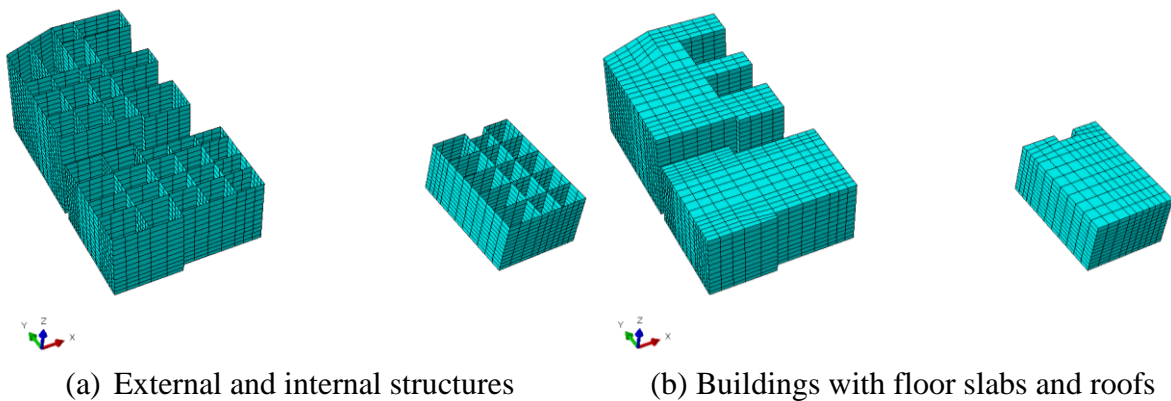 Y Z X
Y Z X
(a) External and internal structures
(b) Buildings with floor slabs and roofs